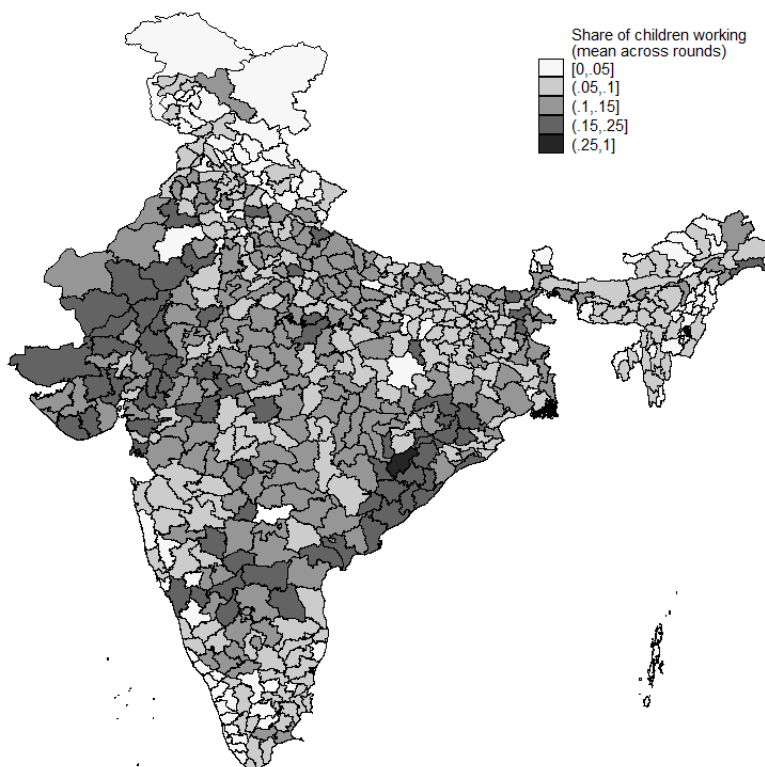 Share of children working
(mean across rounds)
[0,.05]
(.05,.1]
(.1,.15]
(.15,.25]
(.25,1]